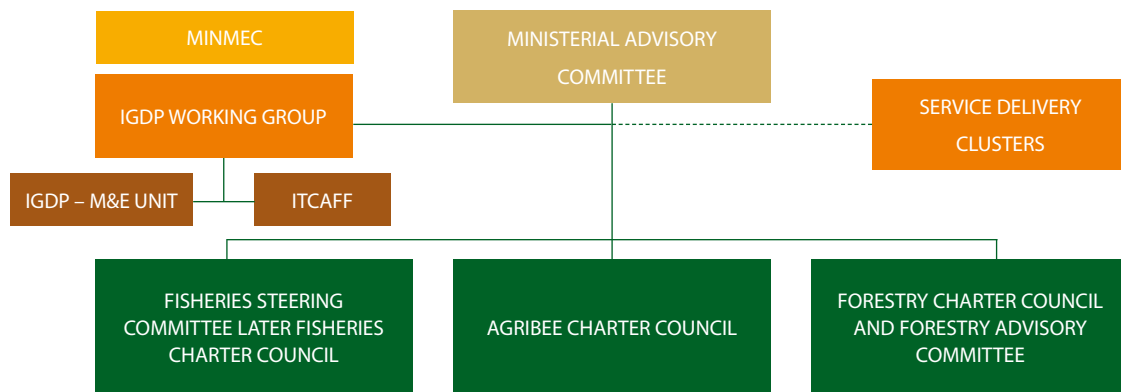 MINMEC
MINISTERIAL ADVISORY
COMMITTEE
IGDP WORKING GROUP
SERVICE DELIVERY
CLUSTERS
IGDP – M&E UNIT
ITCAFF
FISHERIES STEERING
COMMITTEE LATER FISHERIES
CHARTER COUNCIL
AGRIBEE CHARTER COUNCIL
FORESTRY CHARTER COUNCIL
AND FORESTRY ADVISORY
COMMITTEE